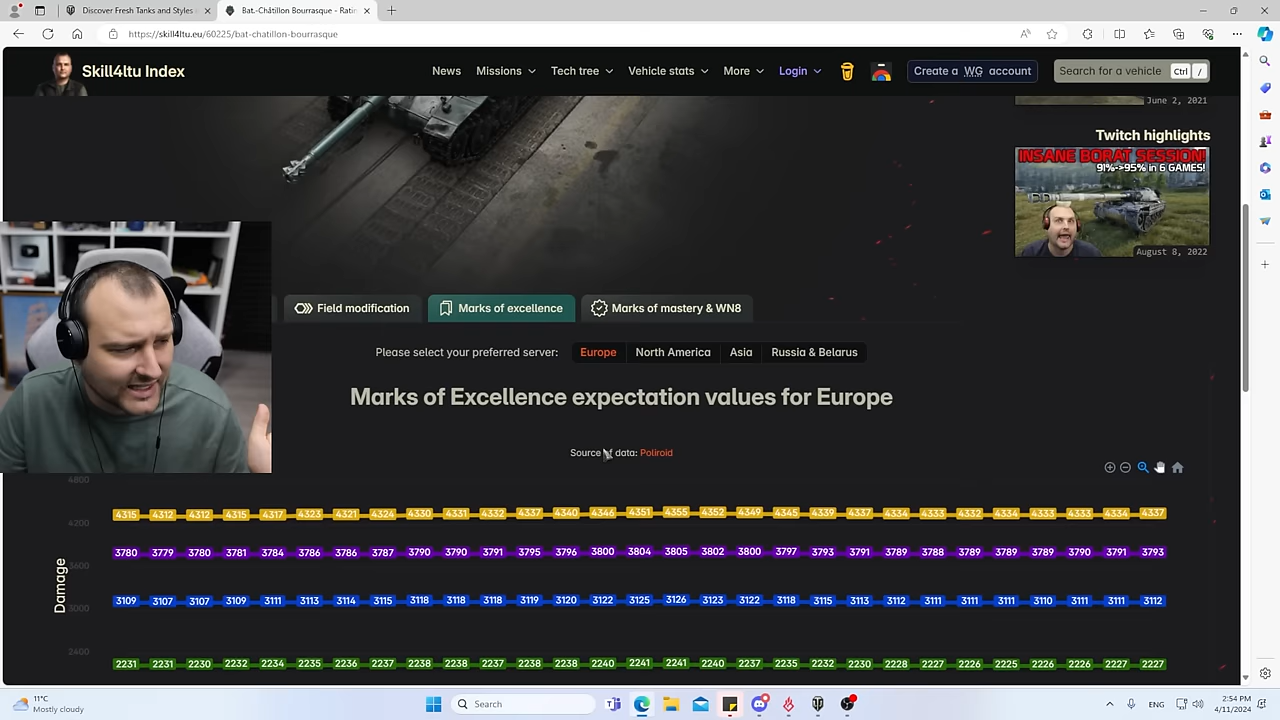 Discover Fresh Tanks and Styles
Bat.-Châtillon Bourrasque - Ratin
https://skill4ltu.eu/60225/bat-chatillon-bourrasque
Skill4ltu Index
News
Missions
Tech tree
Vehicle stats
More
Login
Create a WG account
Search for a vehicle Ctrl /
June 2, 2021
Twitch highlights
INSANE BORAT SESSION!
91%->95% in 6 GAMES!
August 8, 2022
Field modification
Marks of excellence
Marks of mastery & WN8
Please select your preferred server: Europe North America Asia Russia & Belarus
Marks of Excellence expectation values for Europe
Source of data: Poliroid
4800
4315 4312 4312 4315 4317 4323 4321 4324 4330 4331 4332 4337 4340 4346 4351 4355 4352 4349 4345 4339 4337 4334 4333 4332 4334 4333 4333 4334 4337
4200
3780 3779 3780 3781 3784 3786 3786 3787 3790 3790 3791 3795 3796 3800 3804 3805 3802 3800 3797 3793 3791 3789 3788 3789 3789 3789 3790 3791 3793
3600
Damage
3109 3107 3107 3109 3111 3113 3114 3115 3118 3118 3118 3119 3120 3122 3125 3126 3123 3122 3118 3115 3113 3112 3111 3111 3111 3110 3111 3111 3112
3000
2400
2231 2231 2230 2232 2234 2235 2236 2237 2238 2238 2237 2238 2238 2240 2241 2241 2240 2237 2235 2232 2230 2228 2227 2226 2225 2226 2226 2227 2227
11°C
Mostly cloudy
Search
ENG
2:54 PM
4/11/2024